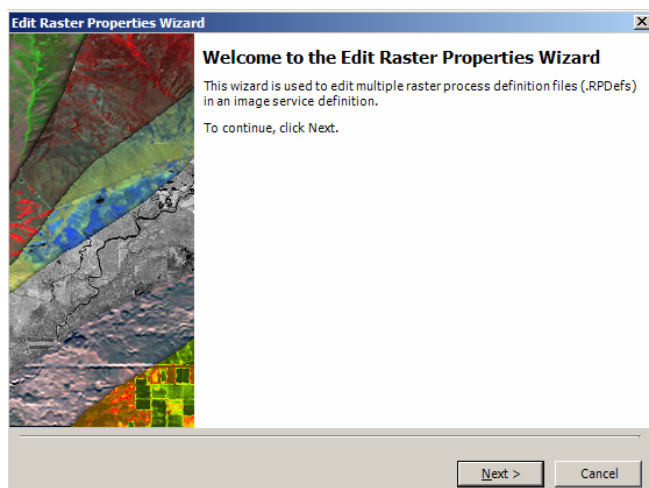 Edit Raster Properties Wizard
Welcome to the Edit Raster Properties Wizard
This wizard is used to edit multiple raster process definition files (.RPDefs)
in an image service definition.
To continue, click Next.
Next >
Cancel